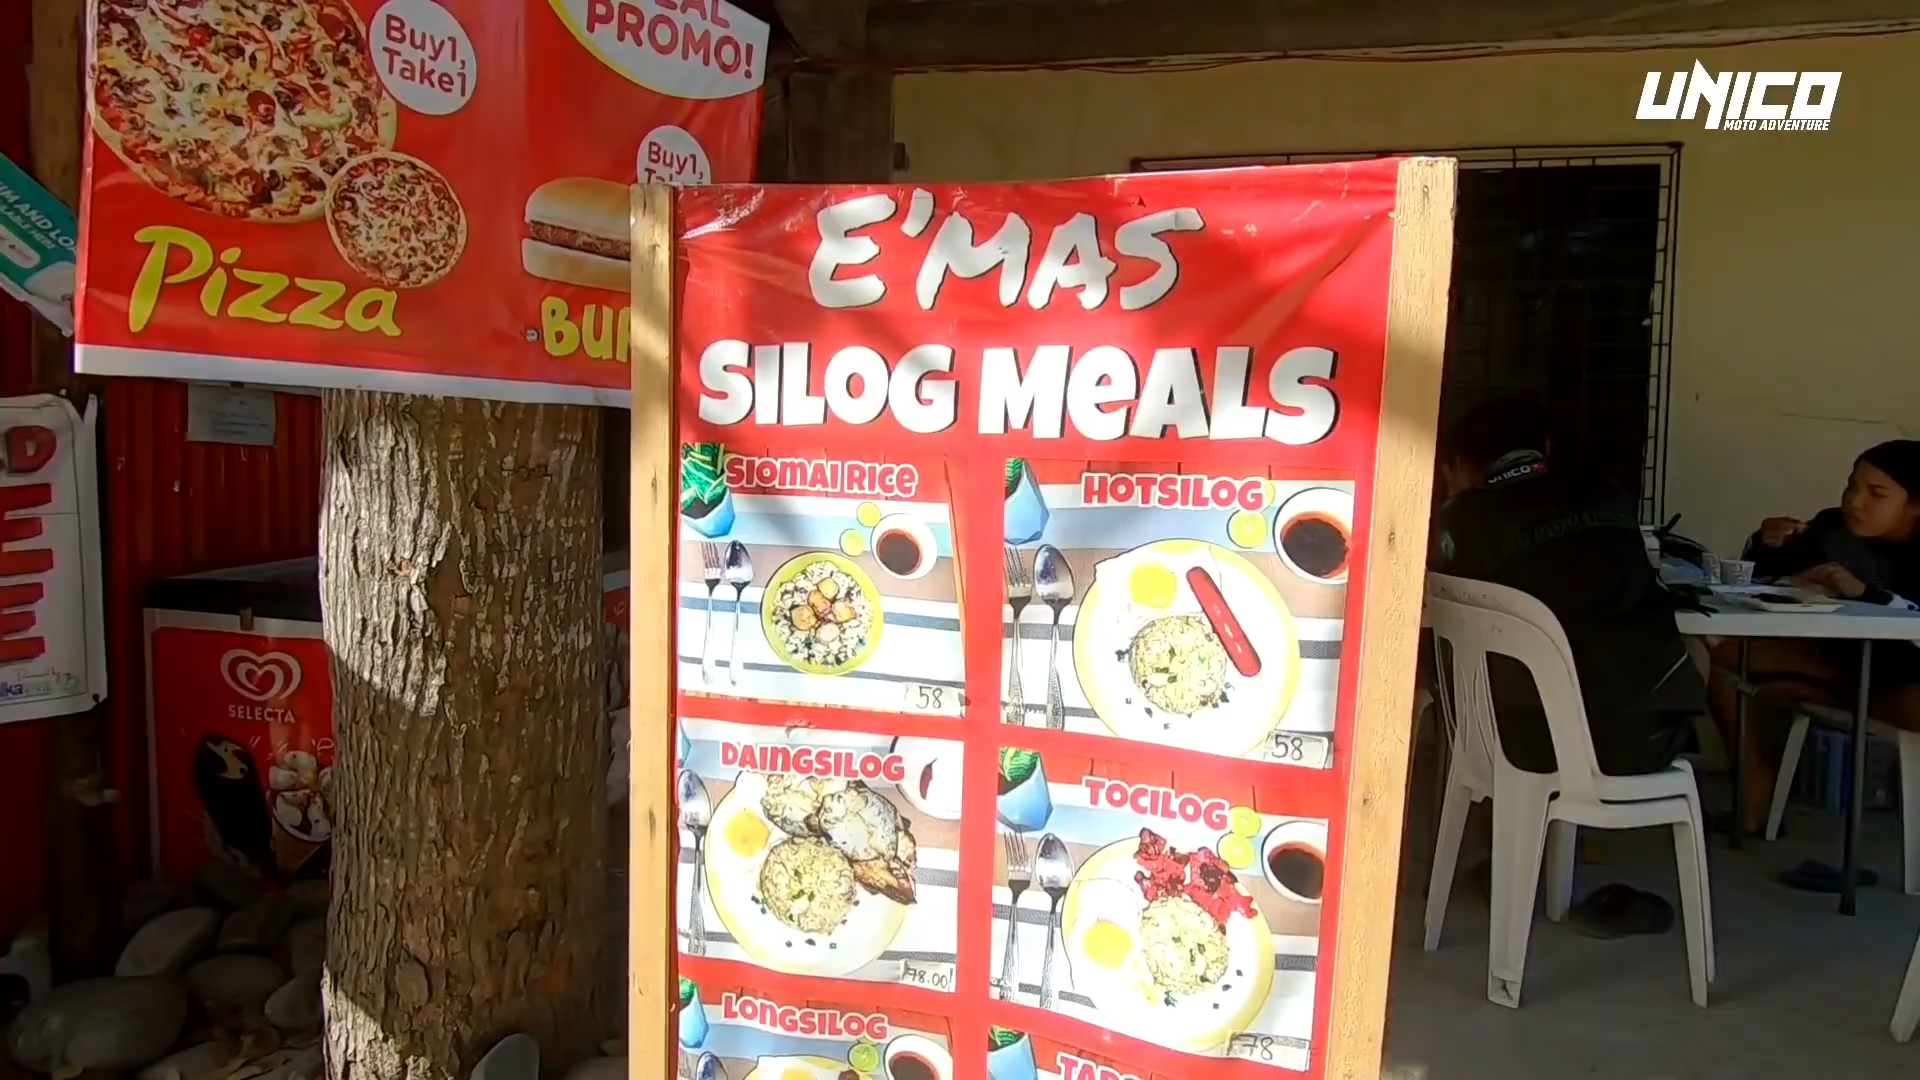 PROMO!
Buy1,
Take1
Buy1,
Pizza
UNICO
MOTO ADVENTURE
E'MAS
SILOG MeALS
SIOMAI RICE
58
HOTSILOG
58
DAINGSILOG
78.00
TOCILOG
78
LONGSILOG
SELECTA
UNICO